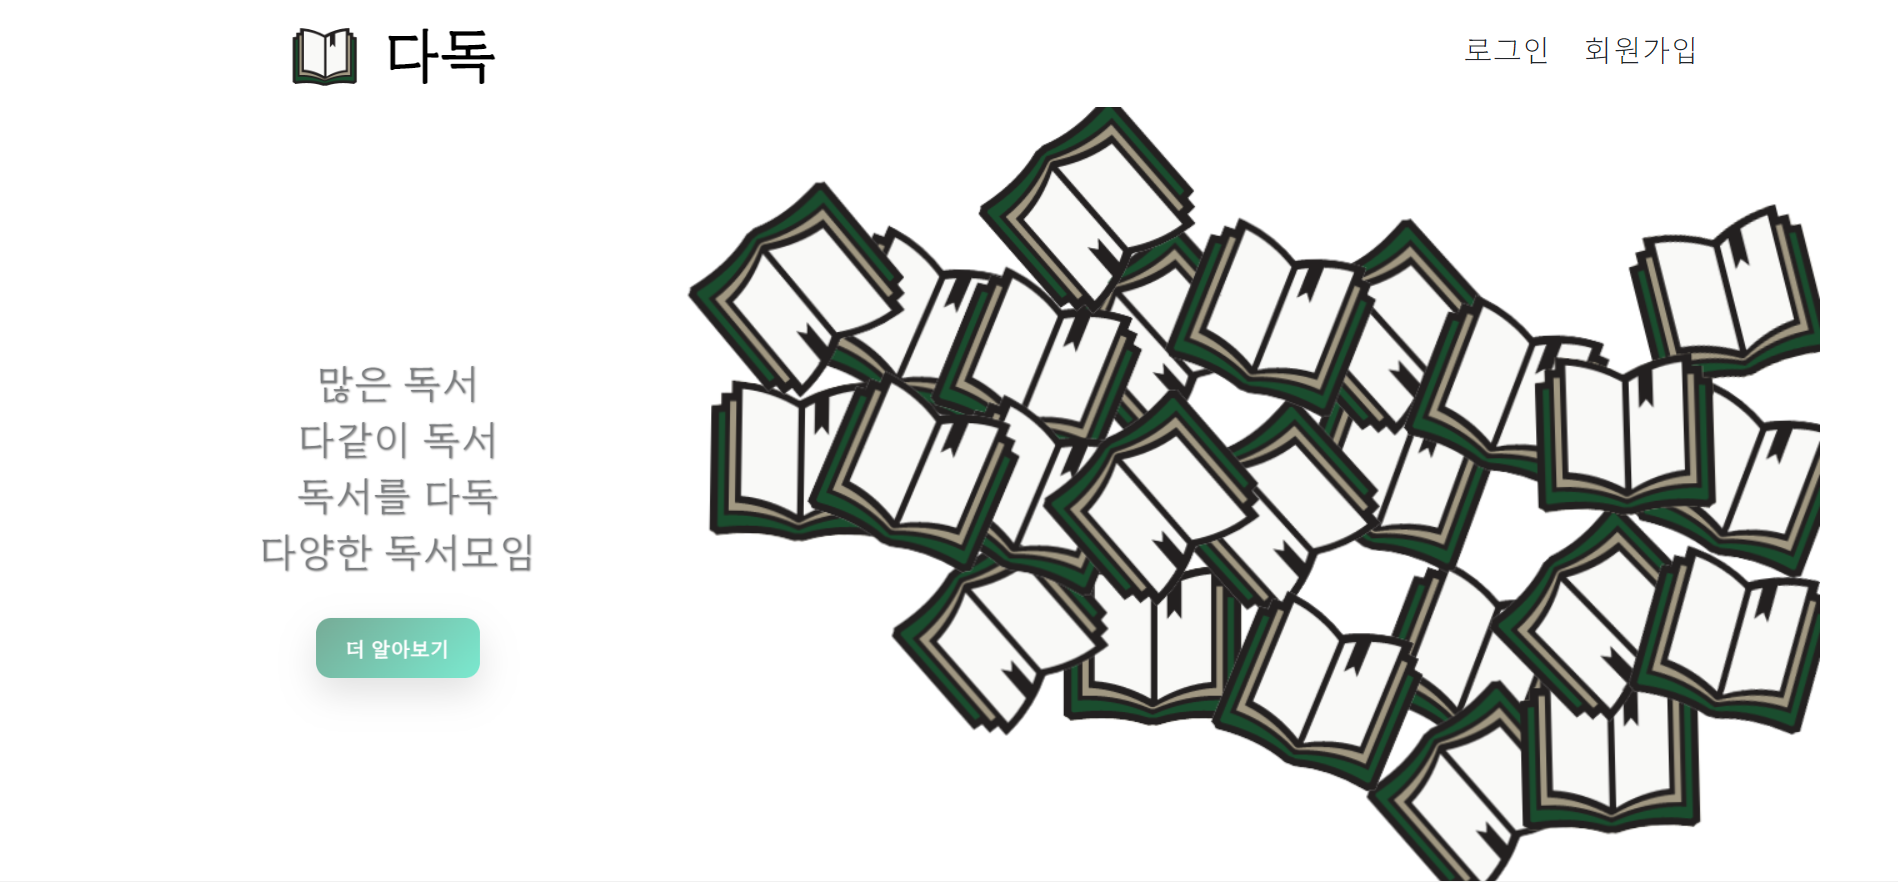 다독
로그인 회원가입
많은 독서
다같이 독서
독서를 다독
다양한 독서모임
더 알아보기